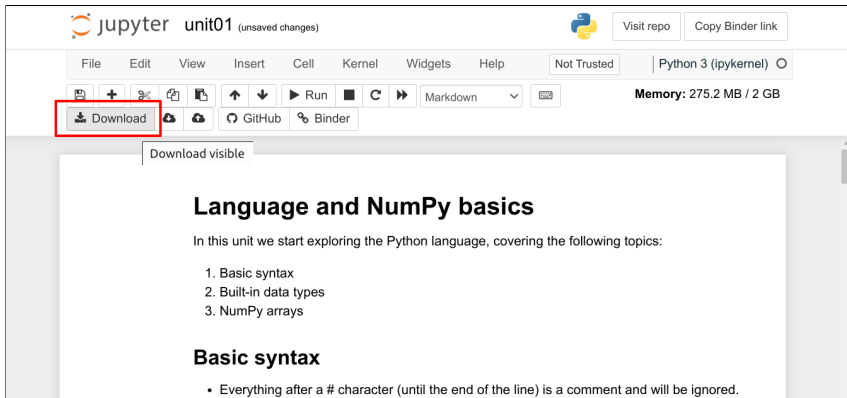 jupyter unit01 (unsaved changes) Visit repo Copy Binder link
File Edit View Insert Cell Kernel Widgets Help Not Trusted Python 3 (ipykernel)
Run Markdown Memory: 275.2 MB / 2 GB
Download GitHub Binder
Download visible
Language and NumPy basics
In this unit we start exploring the Python language, covering the following topics:
1. Basic syntax
2. Built-in data types
3. NumPy arrays
Basic syntax
• Everything after a # character (until the end of the line) is a comment and will be ignored.